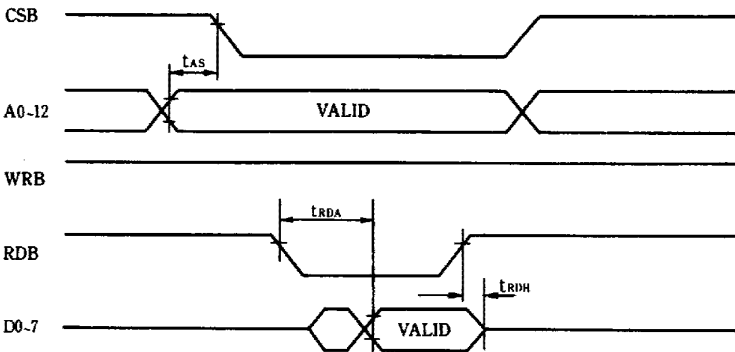 CSB
tAS
A0~12
VALID
WRB
tRDA
RDB
tRDH
D0~7
VALID